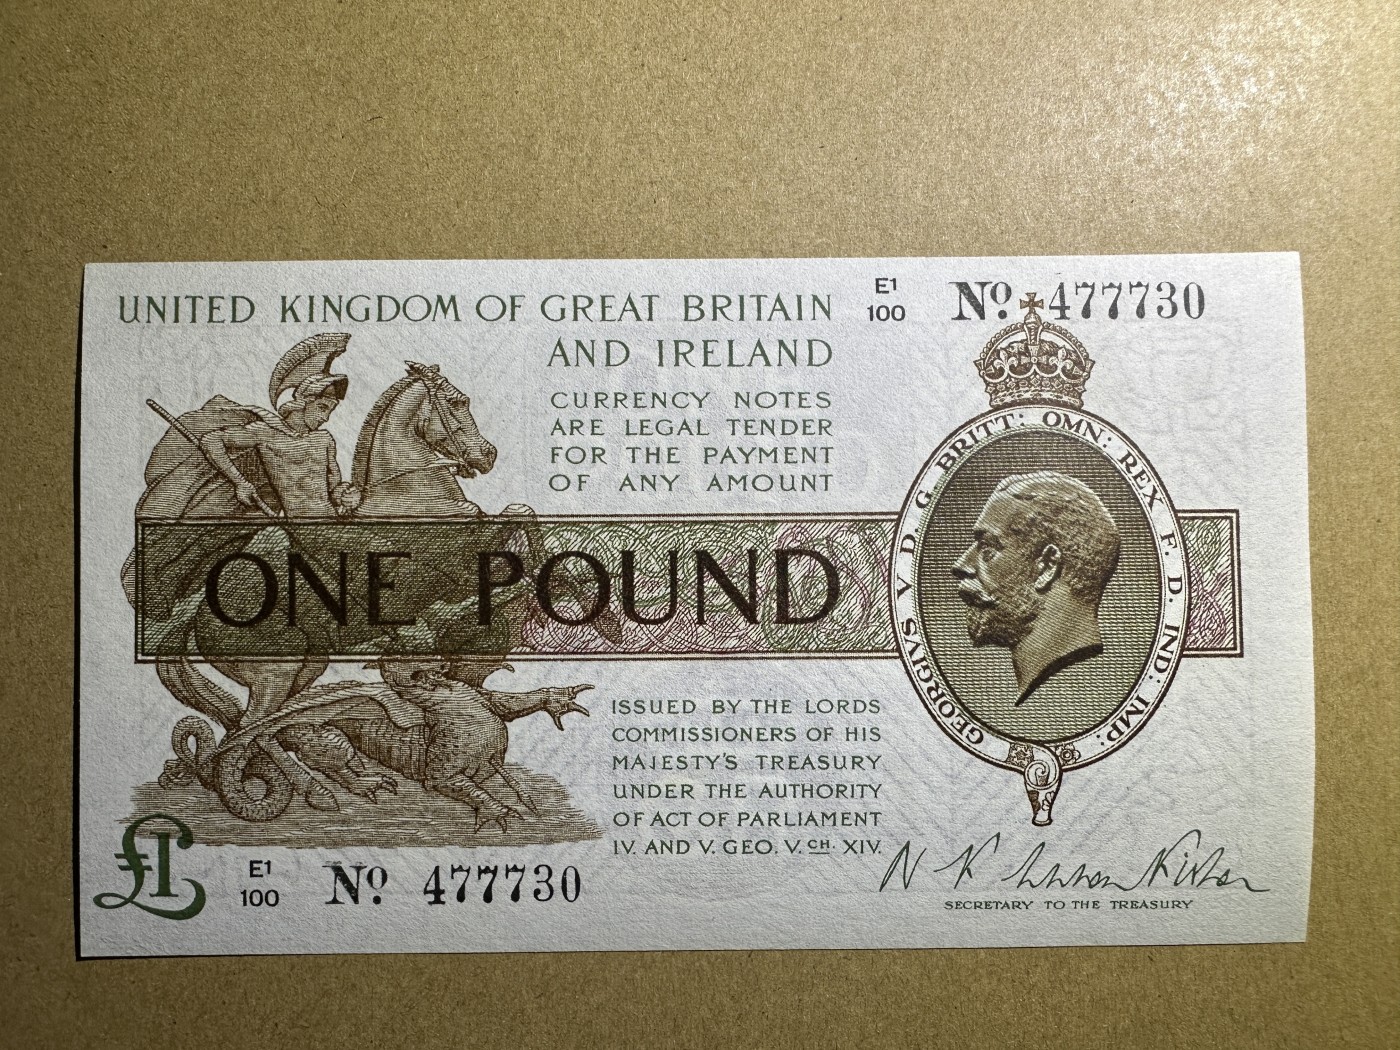 UNITED KINGDOM OF GREAT BRITAIN
AND IRELAND
E1
100
No. 477730
CURRENCY NOTES
ARE LEGAL TENDER
FOR THE PAYMENT
OF ANY AMOUNT
ONE POUND
GEORGIVS V D. G. BRITT: OMN: REX F. D. IND: IMP:
ISSUED BY THE LORDS
COMMISSIONERS OF HIS
MAJESTY'S TREASURY
UNDER THE AUTHORITY
OF ACT OF PARLIAMENT
IV. AND V. GEO. V. CH. XIV.
£1
E1
100
No. 477730
SECRETARY TO THE TREASURY